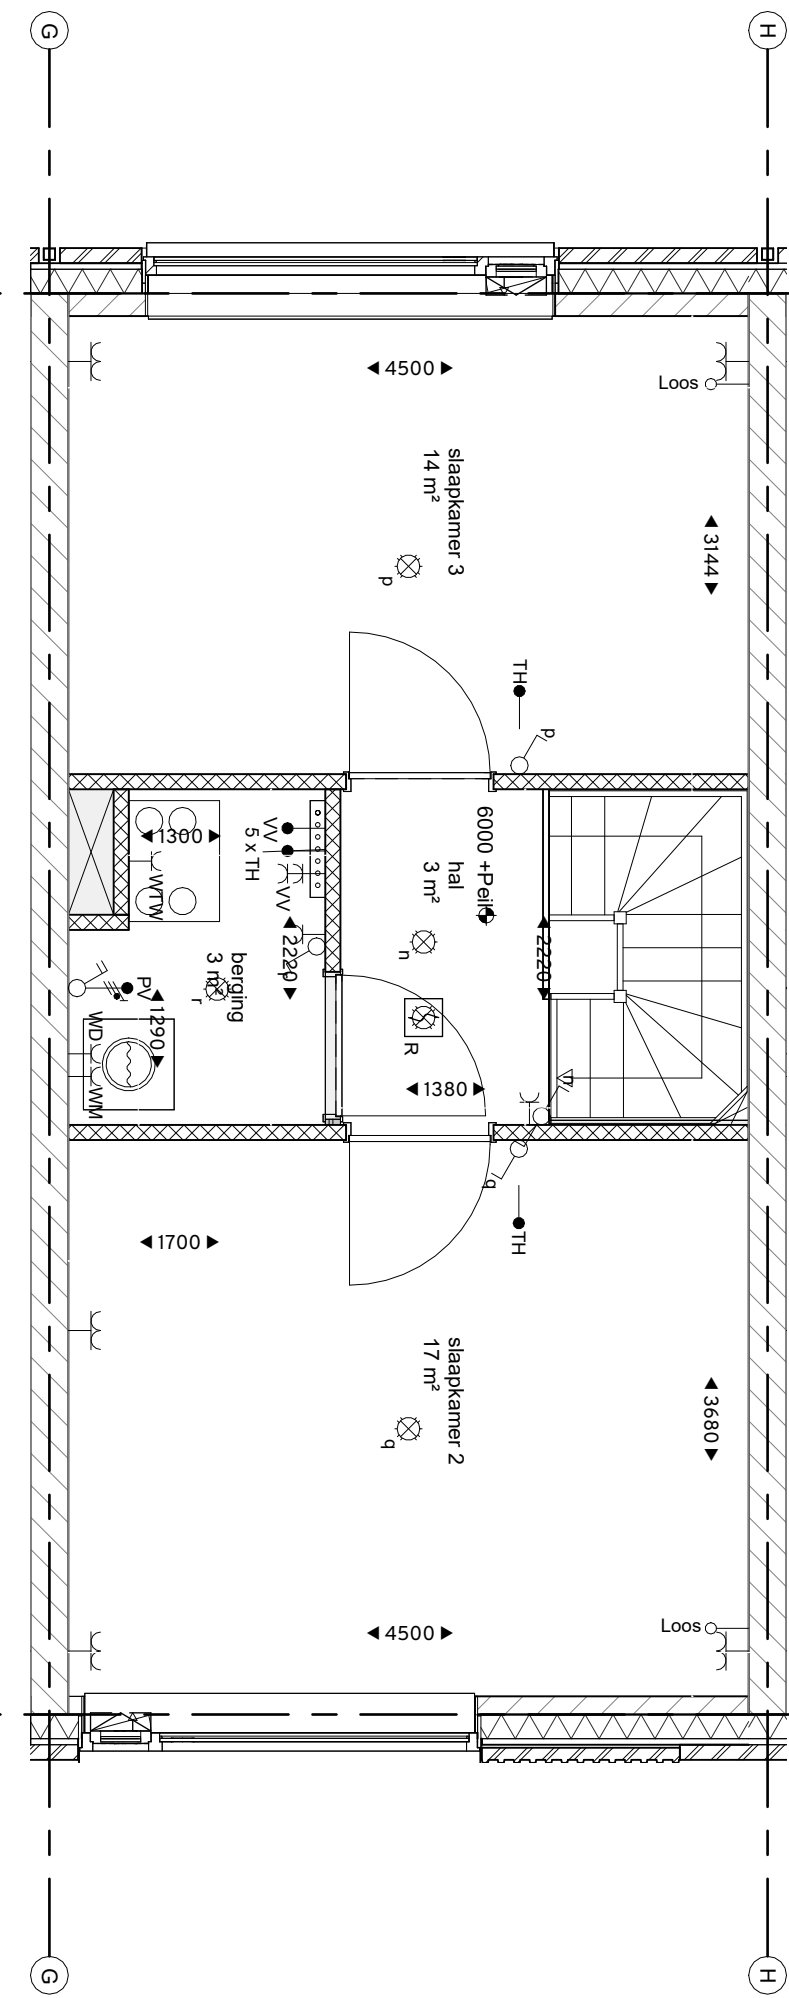 G
H
4500
Loos
slaapkamer 3
14 m²
3144
p
TH
p
1300
VV
5 x TH
6000 +Peil
hal
3 m²
WTW
VV
2220
2220
n
berging
3 m²
r
r
PV
1290
WD
WM
R
1380
n
q
TH
1700
slaapkamer 2
17 m²
3680
q
4500
Loos
G
H